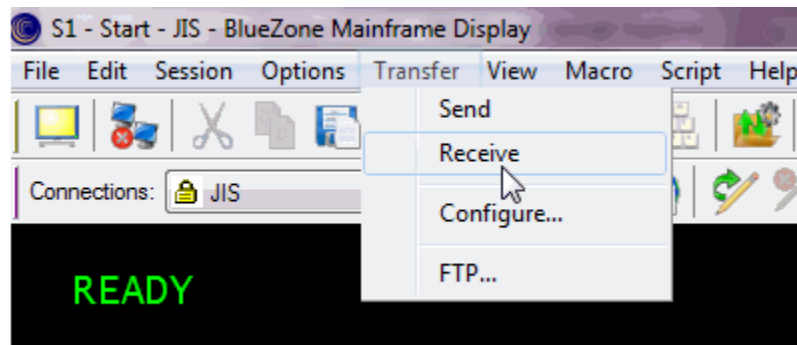 S1 - Start - JIS - BlueZone Mainframe Display
File Edit Session Options Transfer View Macro Script Help
Send
Receive
Connections: JIS
Configure...
FTP...
READY